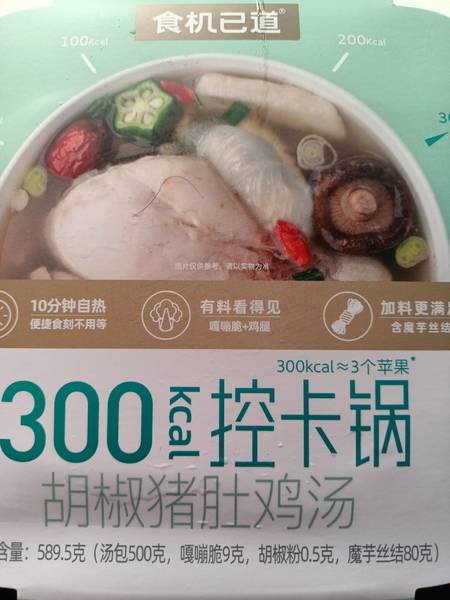 食机已道®
100Kcal
200Kcal
30
图片仅供参考，请以实物为准
10分钟自热
便捷食刻不用等
有料看得见
嘎嘣脆+鸡腿
加料更满足
含魔芋丝结
300kcal≈3个苹果*
300kcal控卡锅
胡椒猪肚鸡汤
含量：589.5克（汤包500克，嘎嘣脆9克，胡椒粉0.5克，魔芋丝结80克）